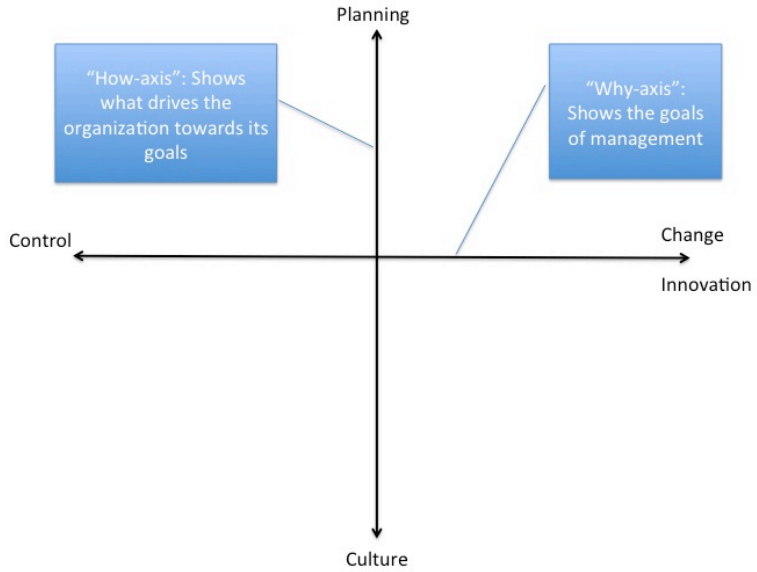 Planning
“How-axis”: Shows
what drives the
organization towards its
goals
“Why-axis”:
Shows the goals
of management
Control
Change
Innovation
Culture